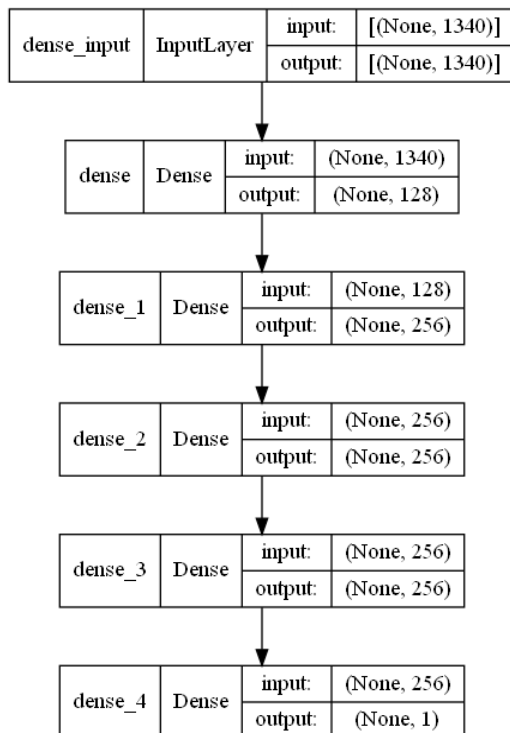 dense_input InputLayer input: [(None, 1340)]
output: [(None, 1340)]
dense Dense input: (None, 1340)
output: (None, 128)
dense_1 Dense input: (None, 128)
output: (None, 256)
dense_2 Dense input: (None, 256)
output: (None, 256)
dense_3 Dense input: (None, 256)
output: (None, 256)
dense_4 Dense input: (None, 256)
output: (None, 1)